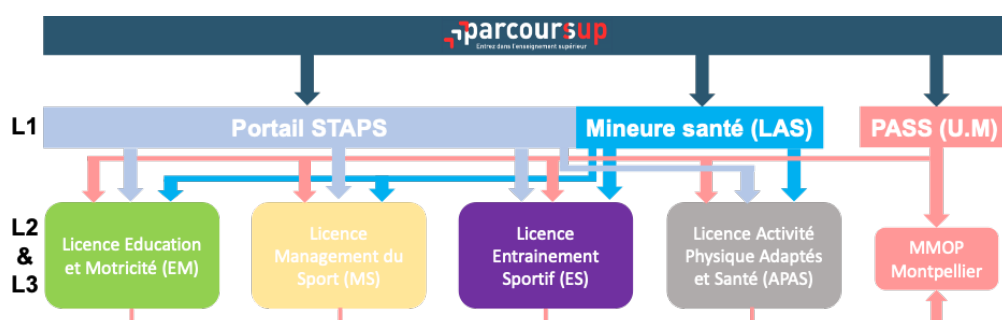 parcoursup
Entrez dans l'enseignement supérieur
L1
Portail STAPS
Mineure santé (LAS)
PASS (U.M)
L2
&
L3
Licence Education
et Motricité (EM)
Licence
Management du
Sport (MS)
Licence
Entrainement
Sportif (ES)
Licence Activité
Physique Adaptés
et Santé (APAS)
MMOP
Montpellier